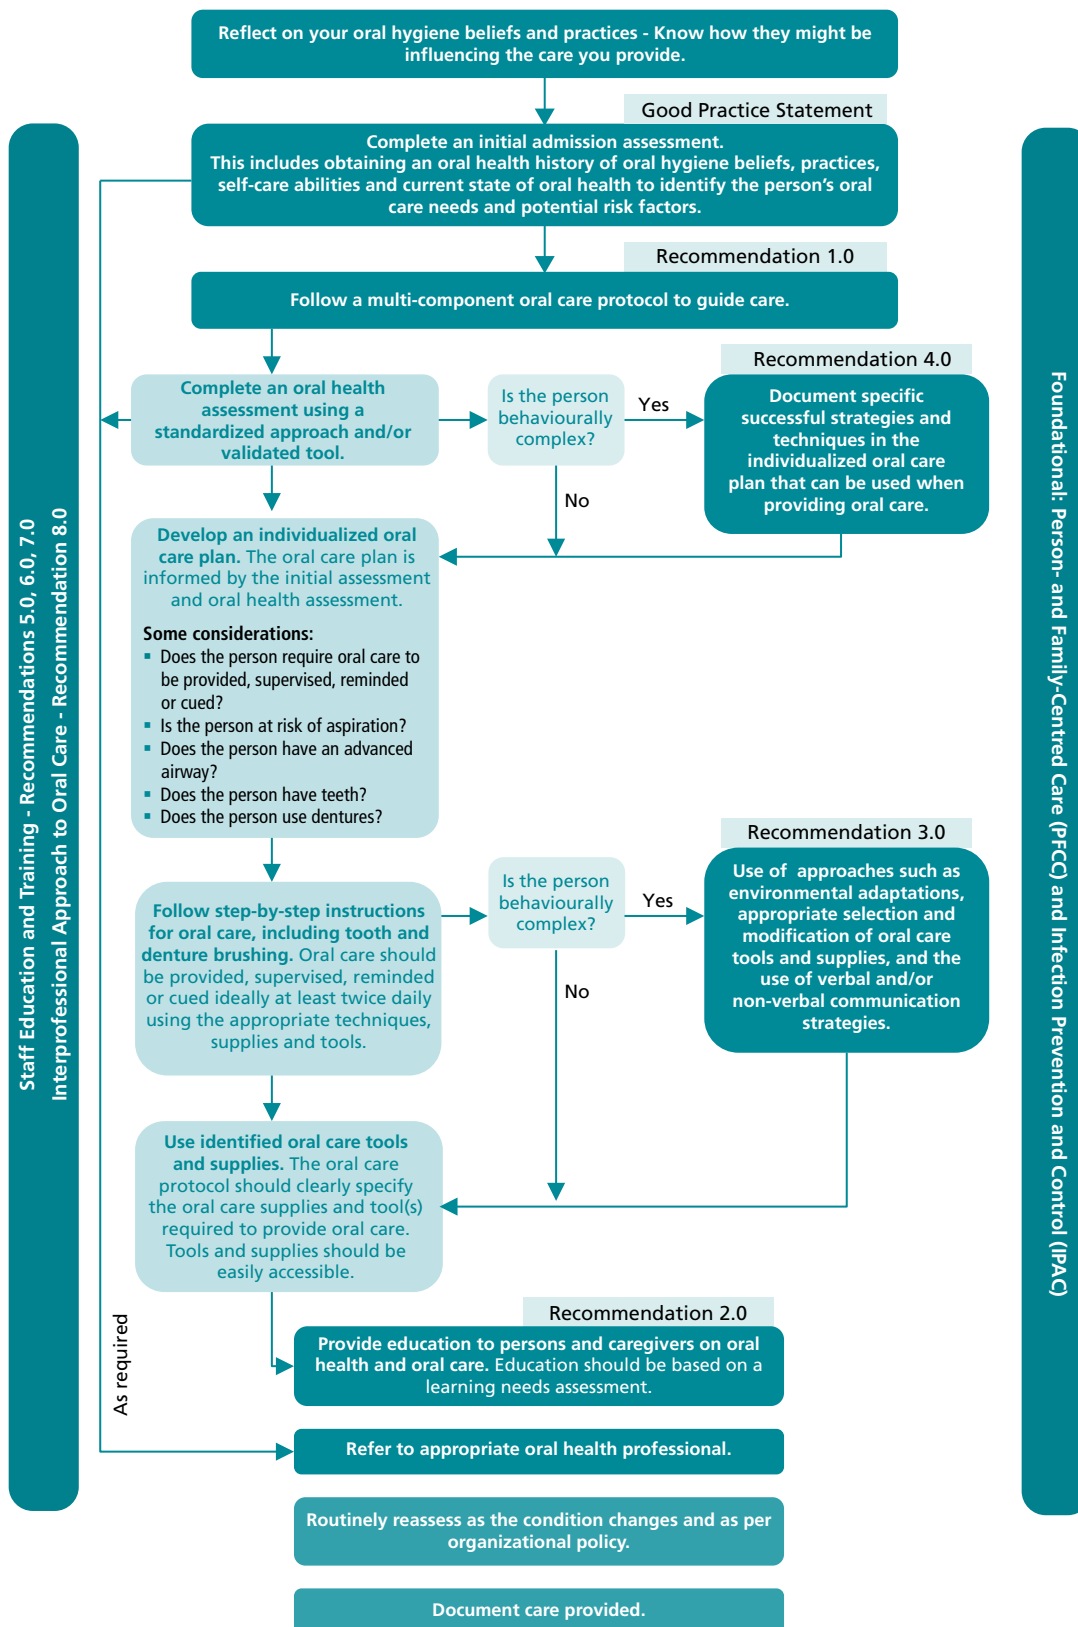 Reflect on your oral hygiene beliefs and practices - Know how they might be
influencing the care you provide.
Good Practice Statement
Complete an initial admission assessment.
This includes obtaining an oral health history of oral hygiene beliefs, practices,
self-care abilities and current state of oral health to identify the person’s oral
care needs and potential risk factors.
Recommendation 1.0
Follow a multi-component oral care protocol to guide care.
Complete an oral health
assessment using a
standardized approach and/or
validated tool.
Is the person
behaviourally
complex?
Yes
No
Recommendation 4.0
Document specific
successful strategies and
techniques in the
individualized oral care
plan that can be used when
providing oral care.
Develop an individualized oral
care plan. The oral care plan is
informed by the initial assessment
and oral health assessment.
Some considerations:
▪ Does the person require oral care to
be provided, supervised, reminded
or cued?
▪ Is the person at risk of aspiration?
▪ Does the person have an advanced
airway?
▪ Does the person have teeth?
▪ Does the person use dentures?
Follow step-by-step instructions
for oral care, including tooth and
denture brushing. Oral care should
be provided, supervised, reminded
or cued ideally at least twice daily
using the appropriate techniques,
supplies and tools.
Is the person
behaviourally
complex?
Yes
No
Recommendation 3.0
Use of approaches such as
environmental adaptations,
appropriate selection and
modification of oral care
tools and supplies, and the
use of verbal and/or
non-verbal communication
strategies.
Use identified oral care tools
and supplies. The oral care
protocol should clearly specify
the oral care supplies and tool(s)
required to provide oral care.
Tools and supplies should be
easily accessible.
Recommendation 2.0
Provide education to persons and caregivers on oral
health and oral care. Education should be based on a
learning needs assessment.
As required
Refer to appropriate oral health professional.
Routinely reassess as the condition changes and as per
organizational policy.
Document care provided.
Staff Education and Training - Recommendations 5.0, 6.0, 7.0
Interprofessional Approach to Oral Care - Recommendation 8.0
Foundational: Person- and Family-Centred Care (PFCC) and Infection Prevention and Control (IPAC)